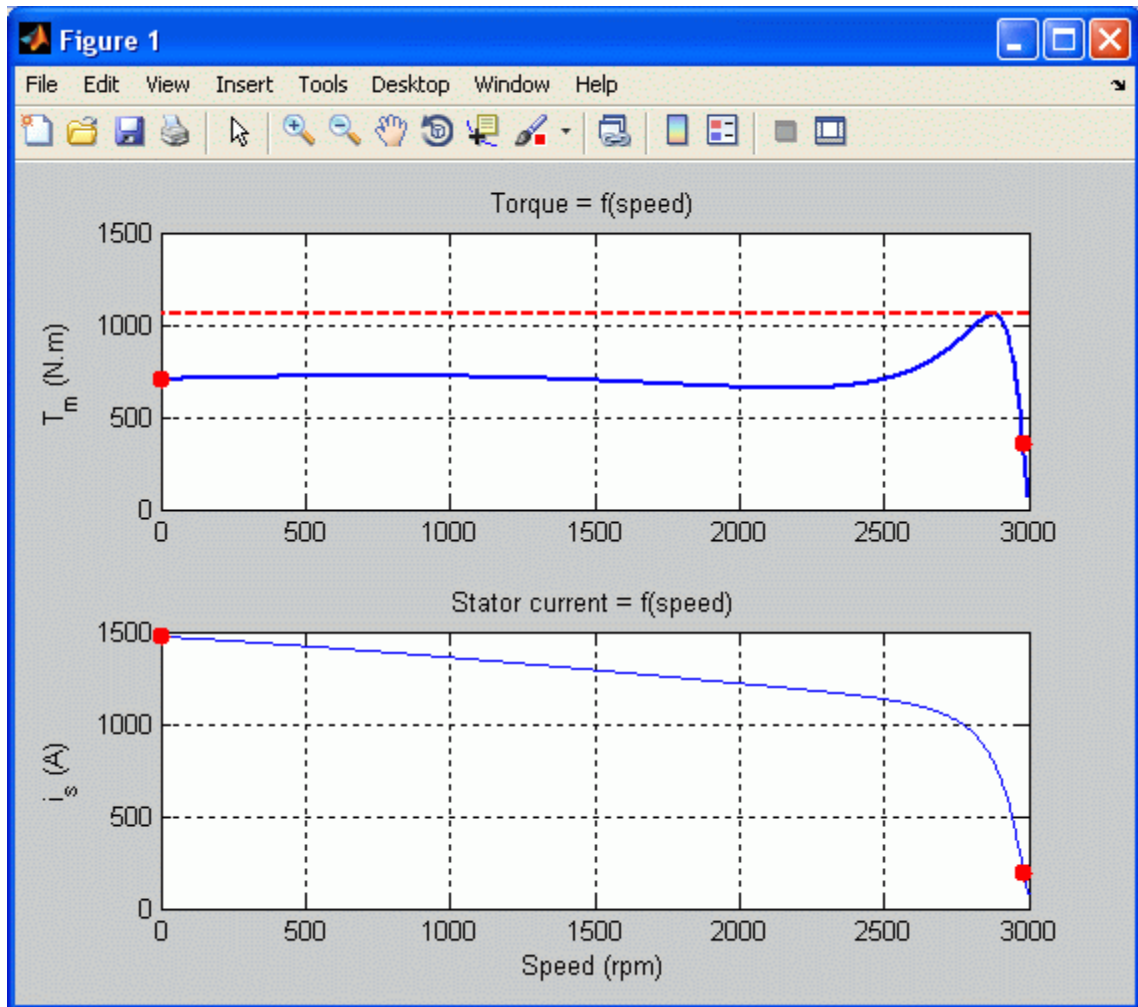 Figure 1
File Edit View Insert Tools Desktop Window Help
Torque = f(speed)
1500
1000
500
0
T_m (N.m)
0 500 1000 1500 2000 2500 3000
Stator current = f(speed)
1500
1000
500
0
i_s (A)
0 500 1000 1500 2000 2500 3000
Speed (rpm)